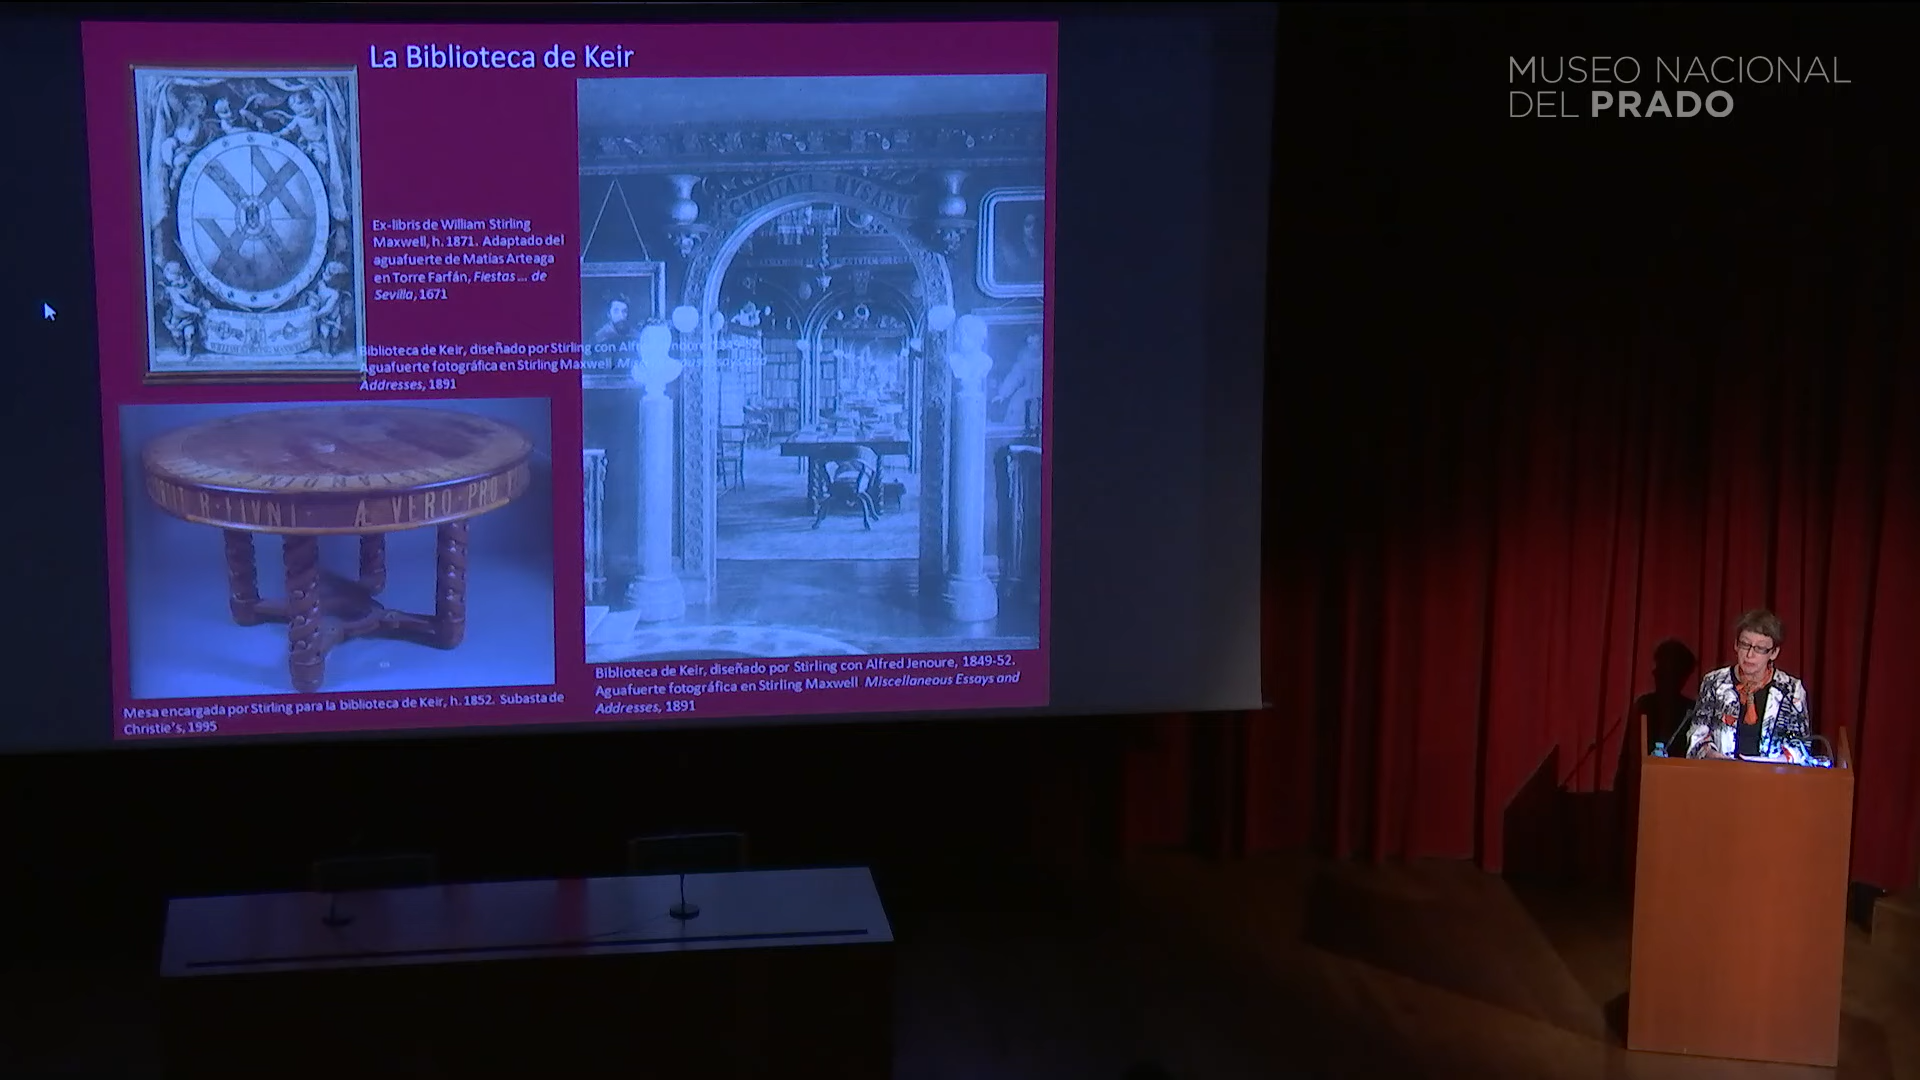 La Biblioteca de Keir
MUSEO NACIONAL
DEL PRADO
Ex-libris de William Stirling
Maxwell, h. 1871. Adaptado del
aguafuerte de Matías Arteaga
en Torre Farfán, Fiestas ... de
Sevilla, 1671
Biblioteca de Keir, diseñado por Stirling con
Aguafuerte fotográfica en Stirling Maxwell
Addresses, 1891
Æ VERO PRO
Mesa encargada por Stirling para la biblioteca de Keir, h. 1852. Subasta de
Christie's, 1995
Biblioteca de Keir, diseñado por Stirling con Alfred Jenoure, 1849-52.
Aguafuerte fotográfica en Stirling Maxwell Miscellaneous Essays and
Addresses, 1891